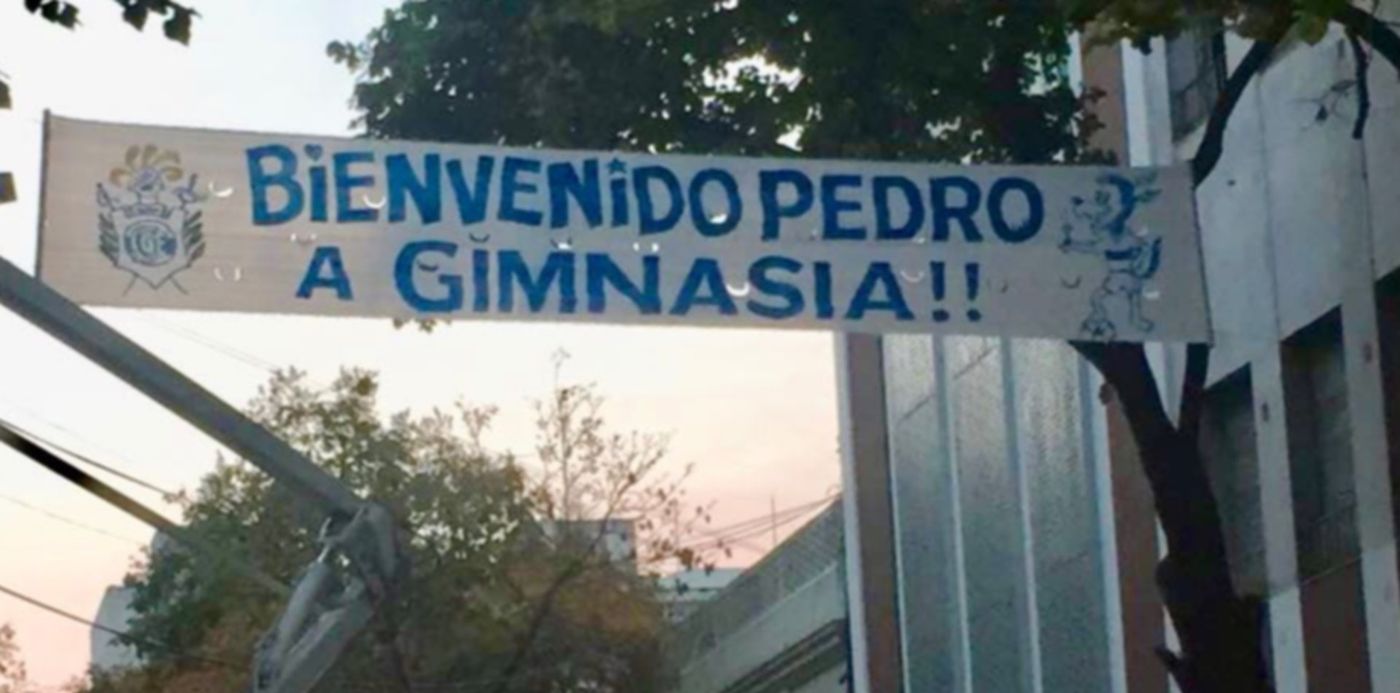 BiENVENiDO PEDRO
A GiMNASiA!!